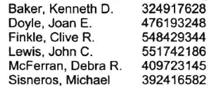 Baker, Kenneth D. 324917628
Doyle, Joan E. 476193248
Finkle, Clive R. 548429344
Lewis, John C. 551742186
McFerran, Debra R. 409723145
Sisneros, Michael 392416582